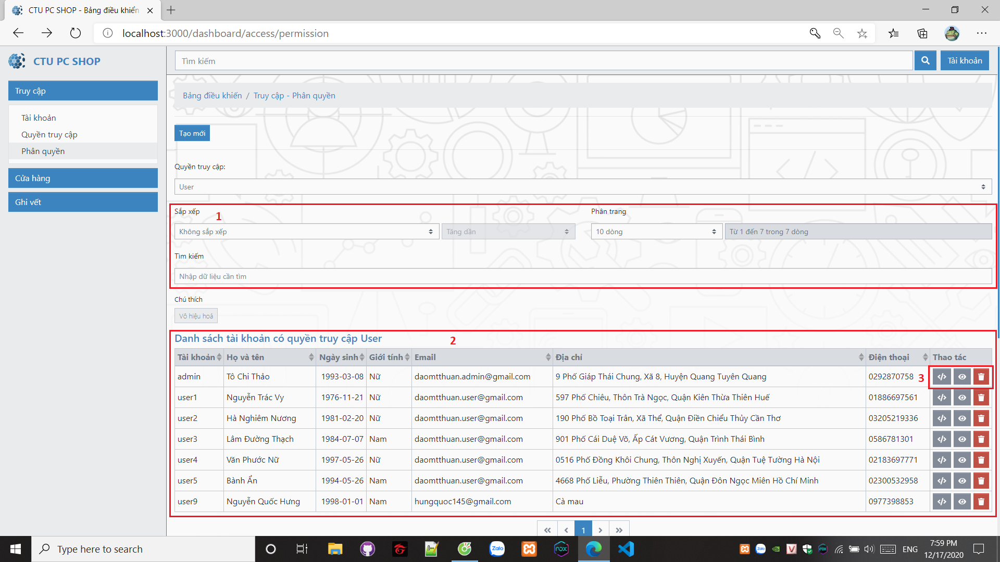 CTU PC SHOP - Bảng điều khiển
localhost:3000/dashboard/access/permission
CTU PC SHOP
Tìm kiếm
Tài khoản
Truy cập
Tài khoản
Quyền truy cập
Phân quyền
Cửa hàng
Ghi vết
Bảng điều khiển / Truy cập - Phân quyền
Tạo mới
Quyền truy cập:
User
Sắp xếp
1
Phân trang
Không sắp xếp
Tăng dần
10 dòng
Từ 1 đến 7 trong 7 dòng
Tìm kiếm
Nhập dữ liệu cần tìm
Chú thích
Vô hiệu hoá
Danh sách tài khoản có quyền truy cập User
2
Tài khoản Họ và tên Ngày sinh Giới tính Email Địa chỉ Điện thoại Thao tác
admin Tô Chi Thảo 1993-03-08 Nữ daomtthuan.admin@gmail.com 9 Phố Giáp Thái Chung, Xã 8, Huyện Quang Tuyên Quang 0292870758 3
user1 Nguyễn Trác Vy 1976-11-21 Nữ daomtthuan.user@gmail.com 597 Phố Chiêu, Thôn Trà Ngọc, Quận Kiên Thừa Thiên Huế 01886697561
user2 Hà Nghiêm Nương 1981-02-20 Nữ daomtthuan.user@gmail.com 190 Phố Bồ Toại Trân, Xã Thể, Quận Điền Chiểu Thủy Cần Thơ 03205219336
user3 Lâm Đường Thạch 1984-07-07 Nam daomtthuan.user@gmail.com 901 Phố Cái Duệ Võ, Ấp Cát Vương, Quận Trình Thái Bình 0586781301
user4 Văn Phước Nữ 1997-05-26 Nữ daomtthuan.user@gmail.com 0516 Phố Đồng Khôi Chung, Thôn Nghị Xuyến, Quận Tuệ Tường Hà Nội 02183697771
user5 Bành Ẩn 1994-05-26 Nam daomtthuan.user@gmail.com 4668 Phố Liễu, Phường Thiên Thiên, Quận Đôn Ngọc Miên Hồ Chí Minh 02300532958
user9 Nguyễn Quốc Hưng 1998-01-01 Nam hungquoc145@gmail.com Cà mau 0977398853
« ‹ 1 › »
Type here to search
Zalo
nox
ENG
7:59 PM
12/17/2020